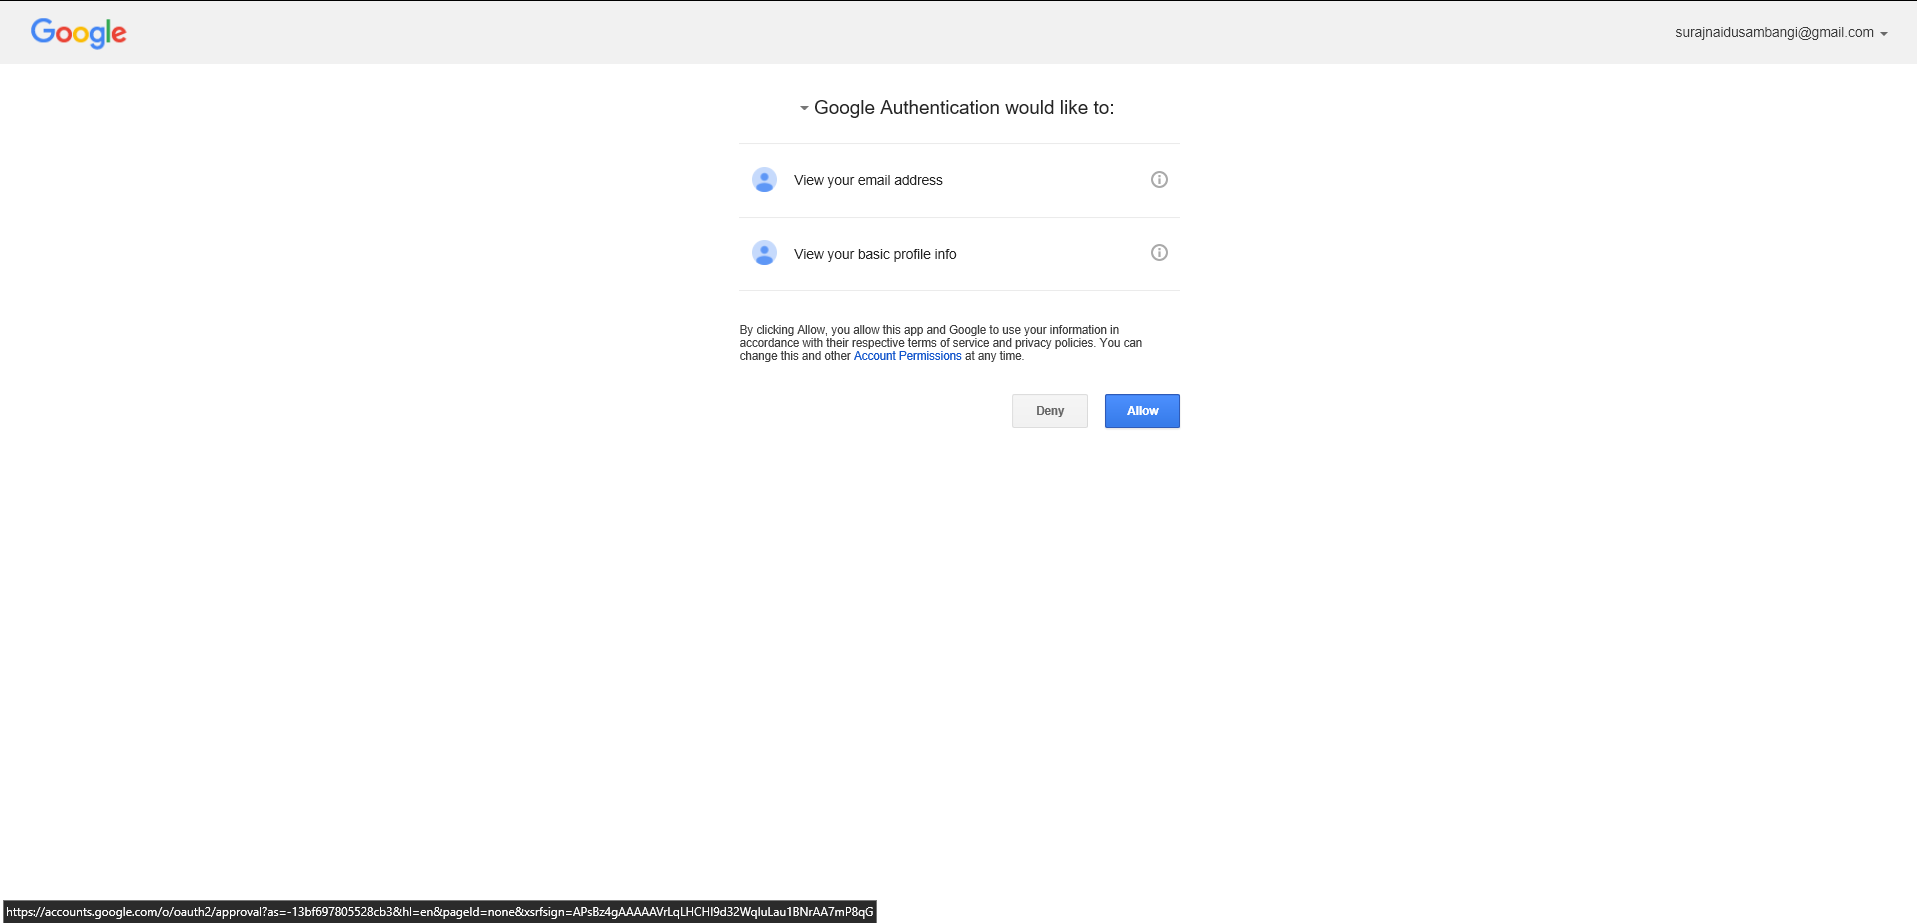 Google
surajnaidusambangi@gmail.com
Google Authentication would like to:
View your email address
View your basic profile info
By clicking Allow, you allow this app and Google to use your information in
accordance with their respective terms of service and privacy policies. You can
change this and other Account Permissions at any time.
Deny
Allow
https://accounts.google.com/o/oauth2/approval?as=-13bf697805528cb3&hl=en&pageId=none&xsrfsign=APsBz4gAAAAAVrLqLHCHI9d32WqIuLau1BNrAA7mP8qG